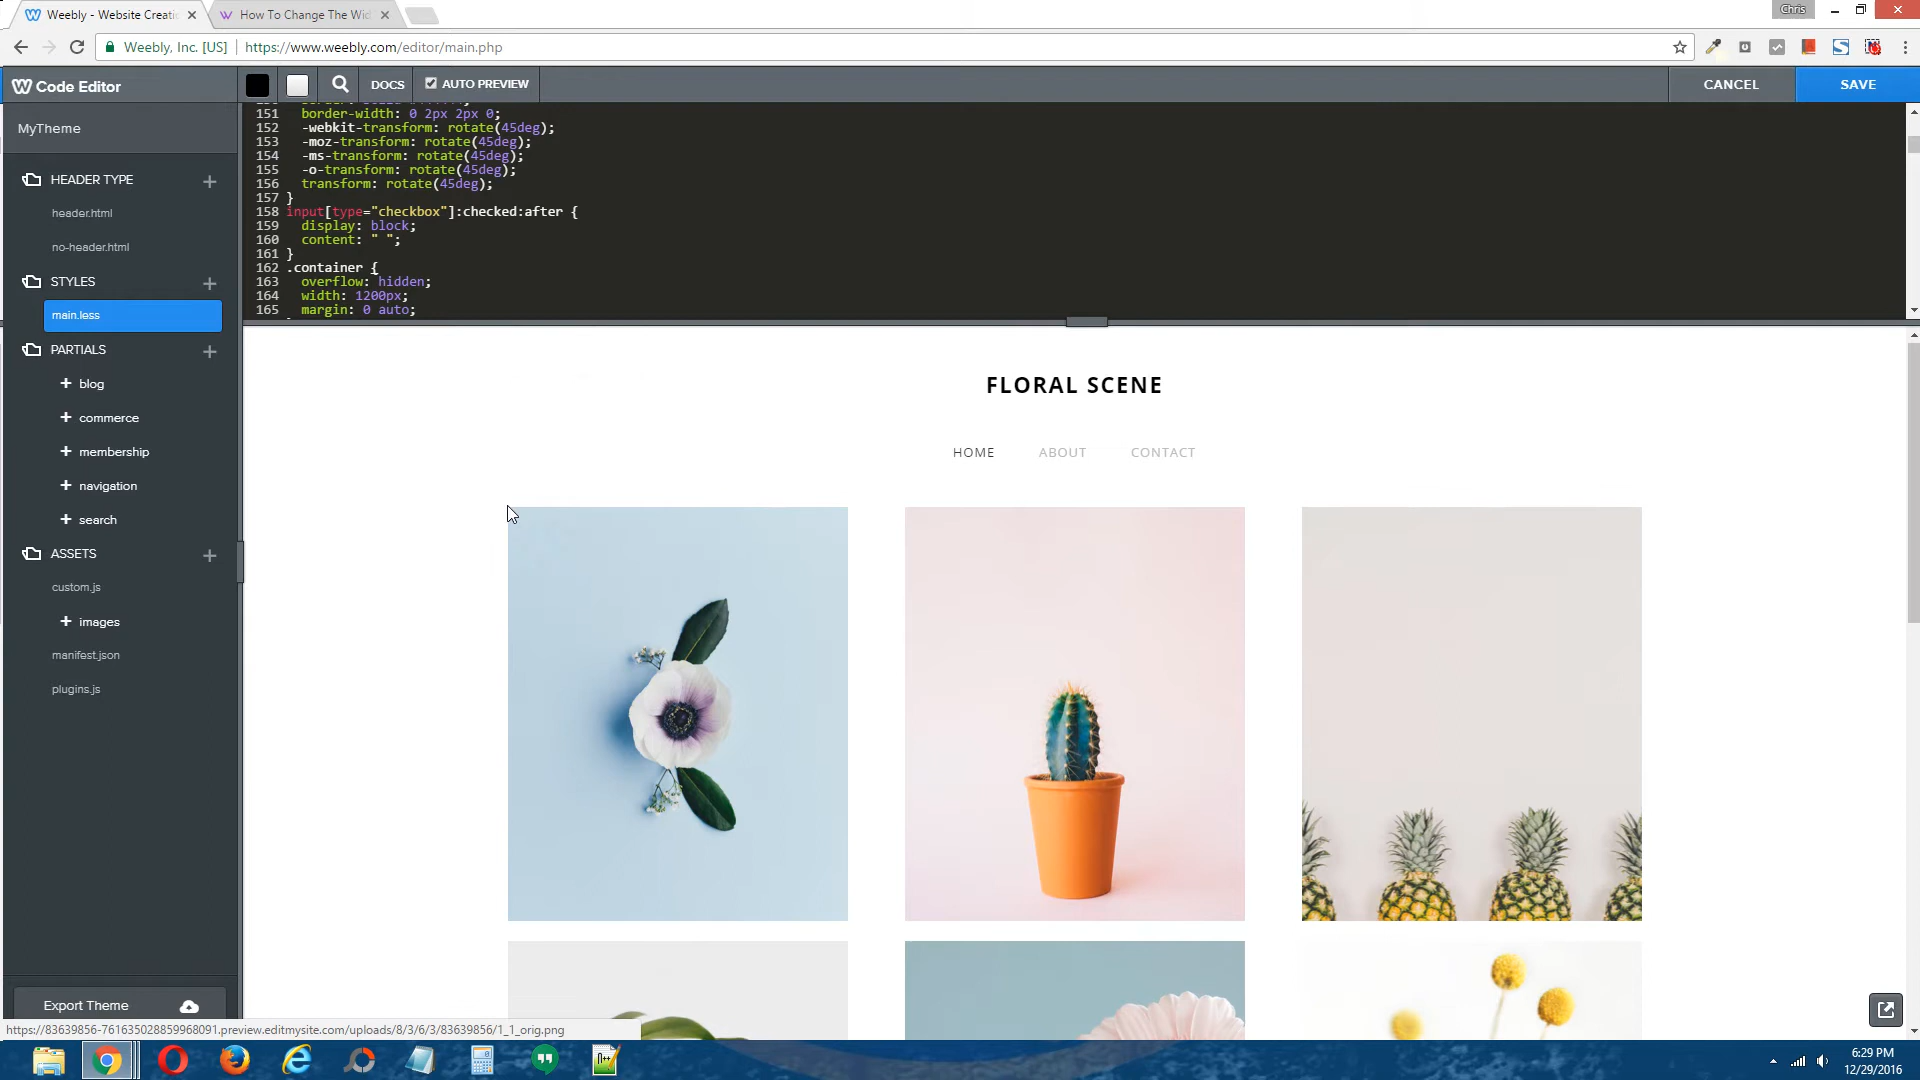 Weebly - Website Creati
How To Change The Wid
Chris
Weebly, Inc. [US]
https://www.weebly.com/editor/main.php
Code Editor
DOCS
AUTO PREVIEW
CANCEL
SAVE
MyTheme
HEADER TYPE
header.html
no-header.html
STYLES
main.less
PARTIALS
blog
commerce
membership
navigation
search
ASSETS
custom.js
images
manifest.json
plugins.js
Export Theme
151 border-width: 0 2px 2px 0;
152 -webkit-transform: rotate(45deg);
153 -moz-transform: rotate(45deg);
154 -ms-transform: rotate(45deg);
155 -o-transform: rotate(45deg);
156 transform: rotate(45deg);
157 }
158 input[type="checkbox"]:checked:after {
159 display: block;
160 content: " ";
161 }
162 .container {
163 overflow: hidden;
164 width: 1200px;
165 margin: 0 auto;
FLORAL SCENE
HOME ABOUT CONTACT
https://83639856-761635028859968091.preview.editmysite.com/uploads/8/3/6/3/83639856/1_1_orig.png
6:29 PM
12/29/2016